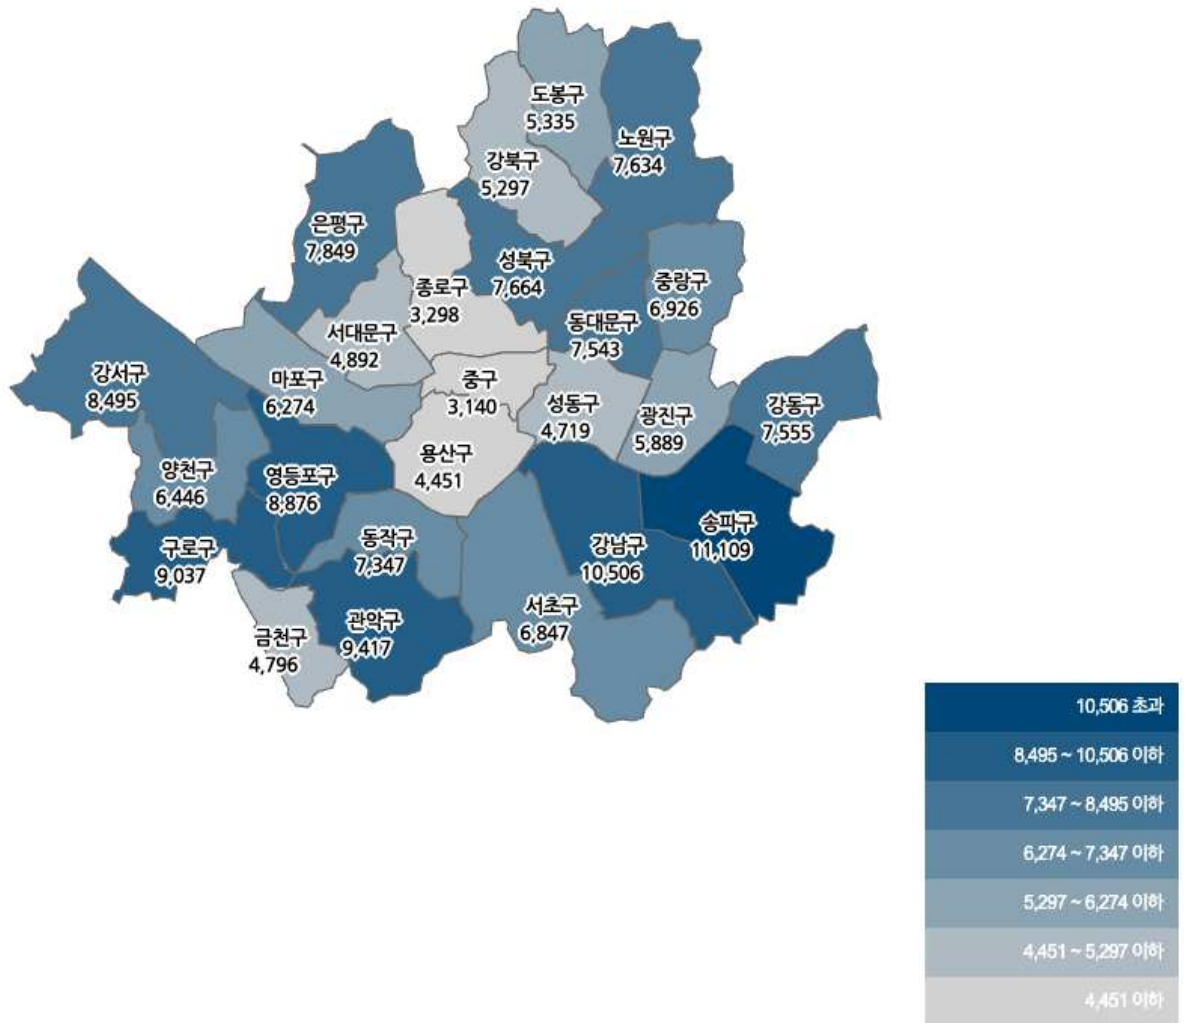 도봉구
5,335
노원구
7,634
강북구
5,297
은평구
7,849
성북구
7,664
중랑구
6,926
종로구
3,298
동대문구
7,543
서대문구
4,892
강서구
8,495
마포구
6,274
중구
3,140
성동구
4,719
광진구
5,889
강동구
7,555
용산구
4,451
양천구
6,446
영등포구
8,876
송파구
11,109
동작구
7,347
강남구
10,506
구로구
9,037
서초구
6,847
관악구
9,417
금천구
4,796
10,506 초과
8,495 ~ 10,506 이하
7,347 ~ 8,495 이하
6,274 ~ 7,347 이하
5,297 ~ 6,274 이하
4,451 ~ 5,297 이하
4,451 이하